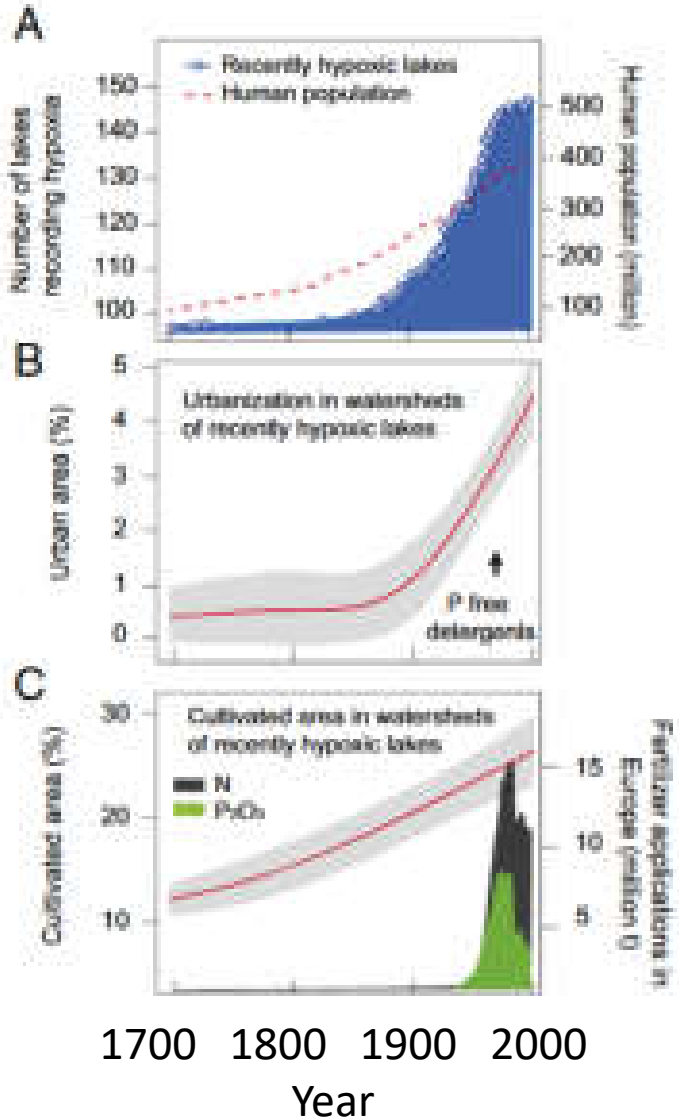 A
Number of lakes
recording hypoxia
150
140
130
120
110
100
Recently hypoxic lakes
Human population
500
400
300
200
100
Human population (million)
B
Urban area (%)
5
4
3
2
1
0
Urbanization in watersheds
of recently hypoxic lakes
P free
detergents
C
Cultivated area (%)
30
20
10
Cultivated area in watersheds
of recently hypoxic lakes
N
P₂O₅
15
10
5
Fertilizer applications in
Europe (million t)
1700 1800 1900 2000
Year